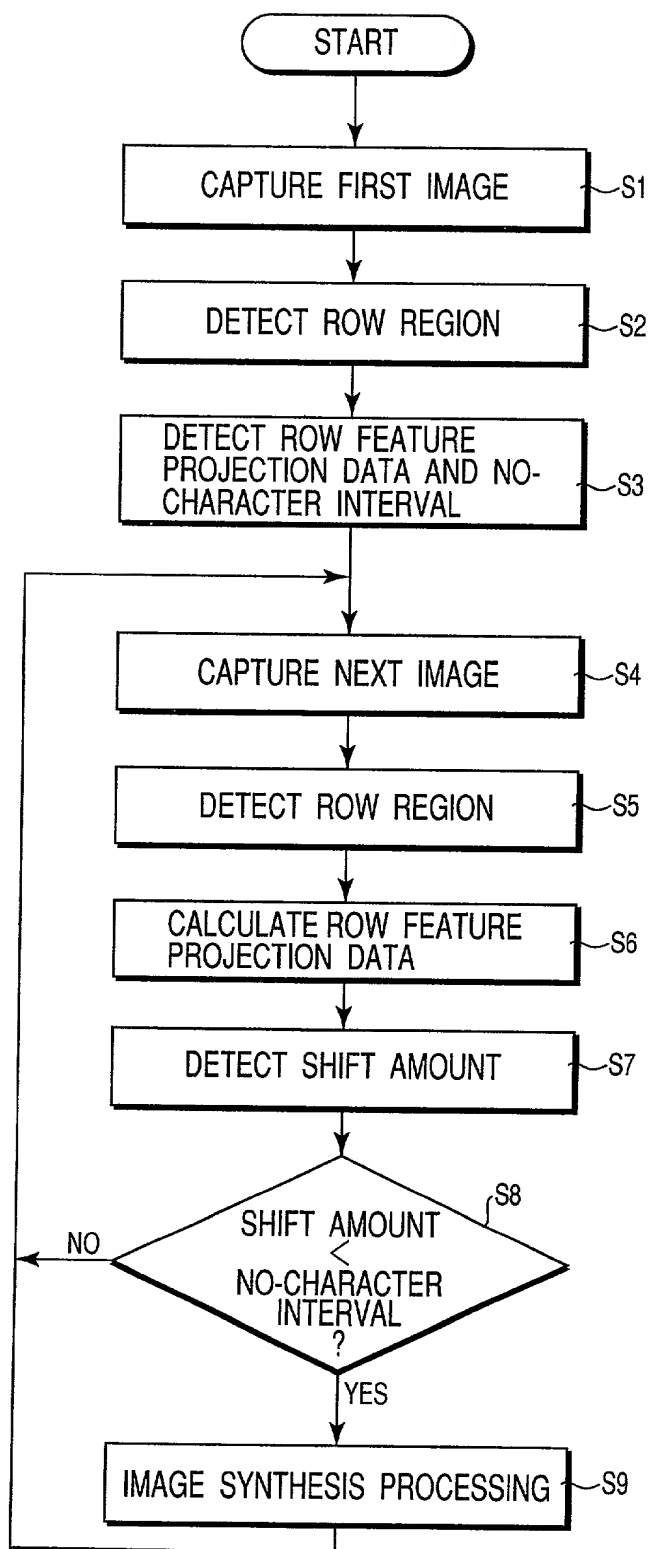 START
CAPTURE FIRST IMAGE
S1
DETECT ROW REGION
S2
DETECT ROW FEATURE
PROJECTION DATA AND NO-
CHARACTER INTERVAL
S3
CAPTURE NEXT IMAGE
S4
DETECT ROW REGION
S5
CALCULATE ROW FEATURE
PROJECTION DATA
S6
DETECT SHIFT AMOUNT
S7
S8
SHIFT AMOUNT
<
NO-CHARACTER
INTERVAL
?
NO
YES
IMAGE SYNTHESIS PROCESSING
S9